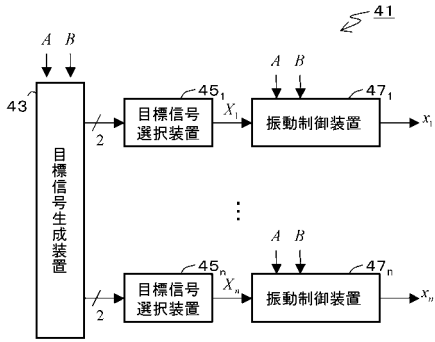 41
A B
43
目標信号生成装置
2
45₁
目標信号
選択装置
X₁
A B
47₁
振動制御装置
x₁
⋮
2
45ₙ
目標信号
選択装置
Xₙ
A B
47ₙ
振動制御装置
xₙ